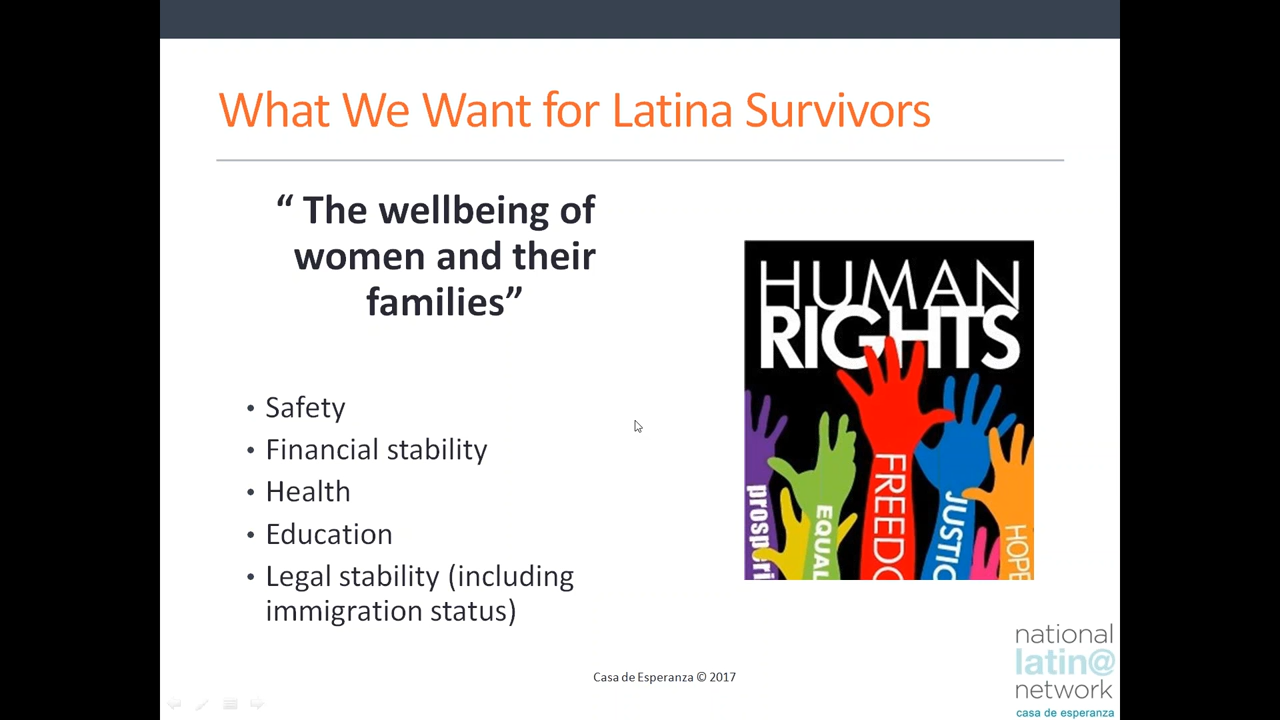 What We Want for Latina Survivors
“ The wellbeing of
women and their
families”
• Safety
• Financial stability
• Health
• Education
• Legal stability (including
immigration status)
HUMAN
RIGHTS
prosperi
EQUAL
FREEDO
JUSTIC
HOPE
Casa de Esperanza © 2017
national
latin@
network
casa de esperanza